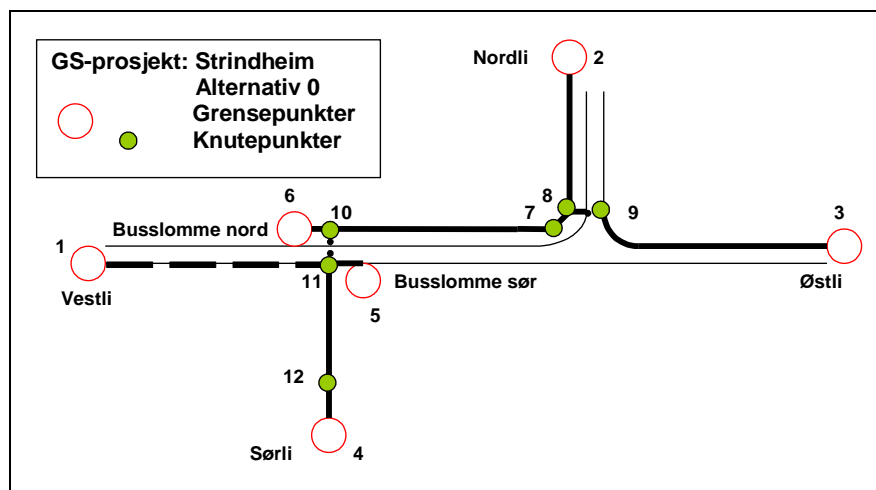 GS-prosjekt: Strindheim
Alternativ 0
Grensepunkter
Knutepunkter
Nordli
2
8
7
9
3
6
10
Busslomme nord
1
11
Busslomme sør
Østli
Vestli
5
12
Sørli
4